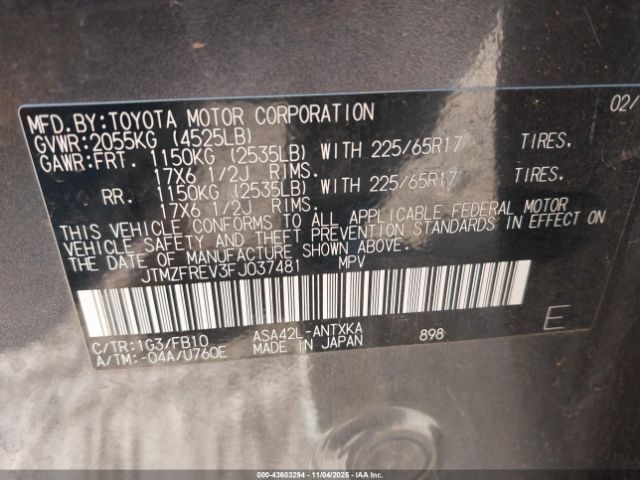 MFD.BY:TOYOTA MOTOR CORPORATION 02/
GVWR:2055KG (4525LB)
GAWR:FRT. 1150KG (2535LB) WITH 225/65R17 TIRES.
17X6 1/2J RIMS.
RR. 1150KG (2535LB) WITH 225/65R17 TIRES.
17X6 1/2J RIMS.
THIS VEHICLE CONFORMS TO ALL APPLICABLE FEDERAL MOTOR
VEHICLE SAFETY AND THEFT PREVENTION STANDARDS IN EFFECT ON
THE DATE OF MANUFACTURE SHOWN ABOVE.
JTMZFREV3FJ037481 MPV
C/TR:1G3/FB10 ASA42L-ANTXKA 898 E
A/TM:-04A/U760E MADE IN JAPAN
000-43603294 - 11/04/2025 - IAA Corp.